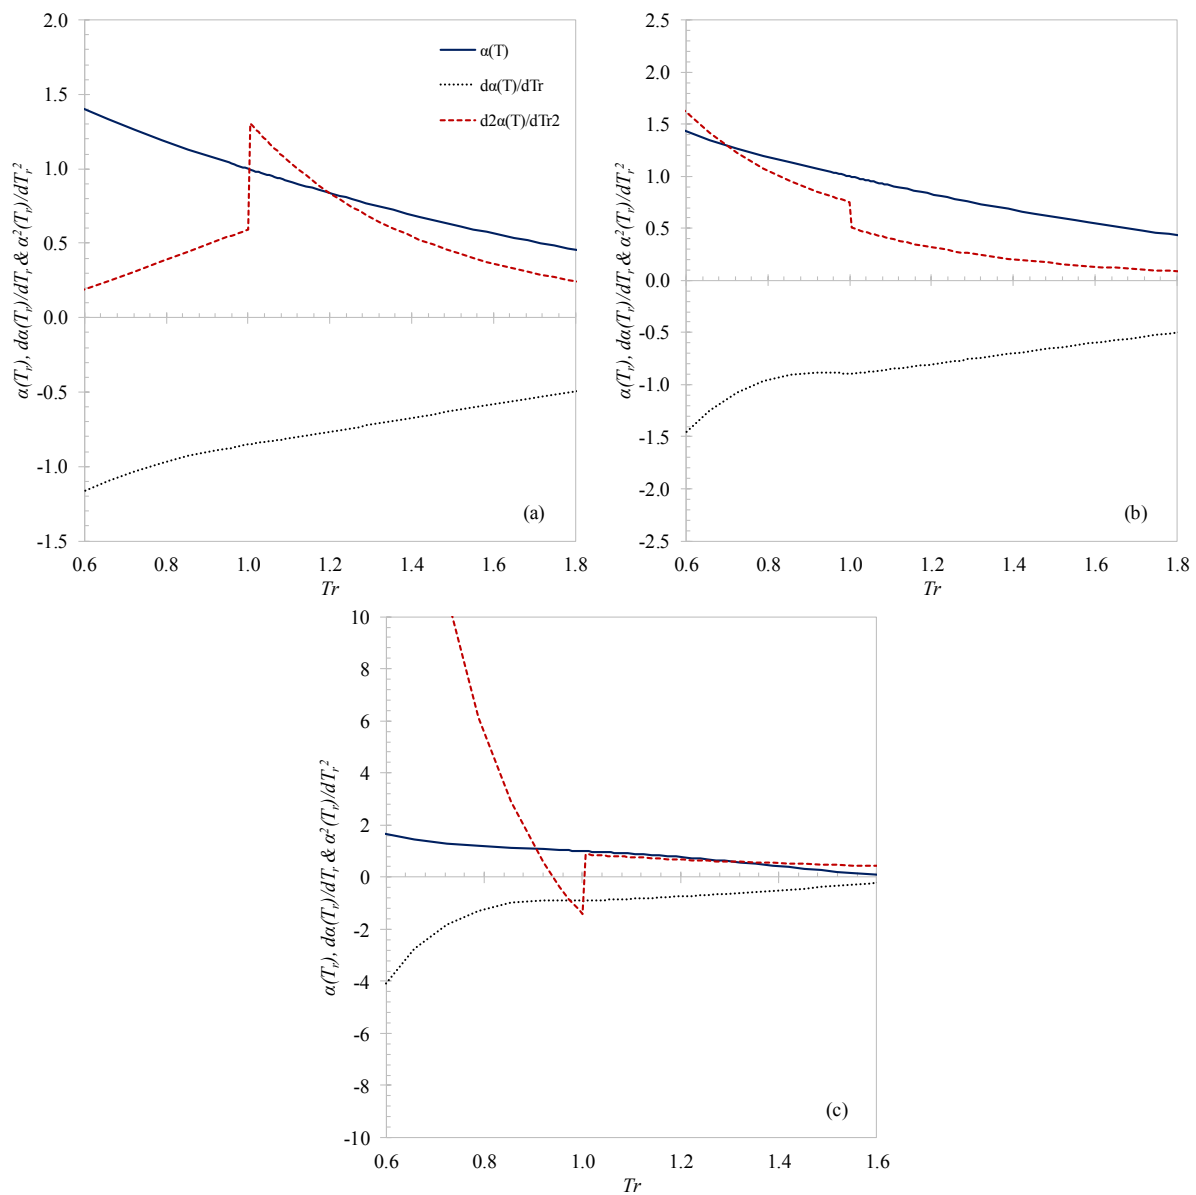 2.0
1.5
1.0
0.5
0.0
-0.5
-1.0
-1.5
0.6 0.8 1.0 1.2 1.4 1.6 1.8
Tr
α(Tr), dα(Tr)/dTr & α²(Tr)/dTr²
α(T)
dα(T)/dTr
d2α(T)/dTr2
(a)
2.5
2.0
1.5
1.0
0.5
0.0
-0.5
-1.0
-1.5
-2.0
-2.5
0.6 0.8 1.0 1.2 1.4 1.6 1.8
Tr
α(Tr), dα(Tr)/dTr & α²(Tr)/dTr²
(b)
10
8
6
4
2
0
-2
-4
-6
-8
-10
0.6 0.8 1.0 1.2 1.4 1.6
Tr
α(Tr), dα(Tr)/dTr & α²(Tr)/dTr²
(c)